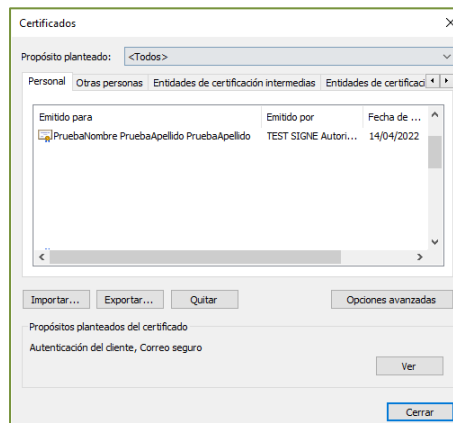 Certificados
Propósito planteado: <Todos>
Personal Otras personas Entidades de certificación intermedias Entidades de certificaci
Emitido para Emitido por Fecha de ...
PruebaNombre PruebaApellido PruebaApellido TEST SIGNE Autori... 14/04/2022
Importar... Exportar... Quitar Opciones avanzadas
Propósitos planteados del certificado
Autenticación del cliente, Correo seguro
Ver
Cerrar